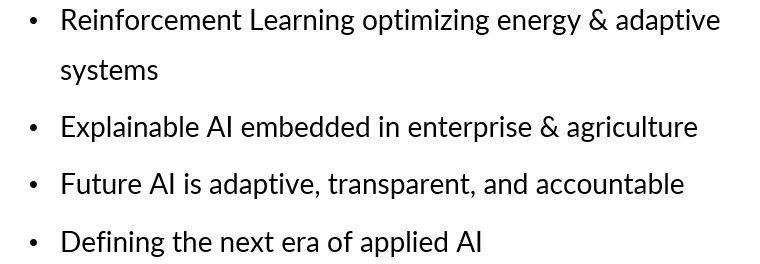 • Reinforcement Learning optimizing energy & adaptive
systems
• Explainable AI embedded in enterprise & agriculture
• Future AI is adaptive, transparent, and accountable
• Defining the next era of applied AI